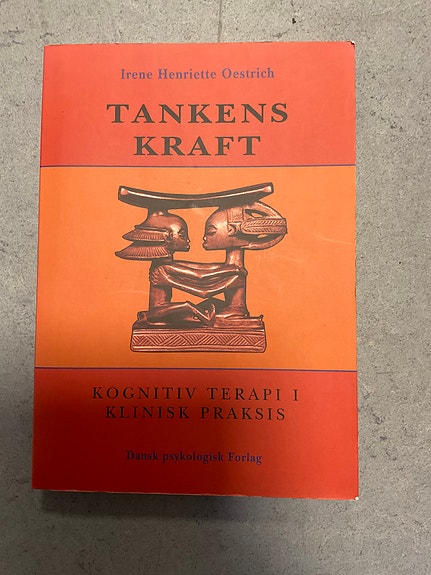 Irene Henriette Oestrich
TANKENS
KRAFT
KOGNITIV TERAPI I
KLINISK PRAKSIS
Dansk psykologisk Forlag